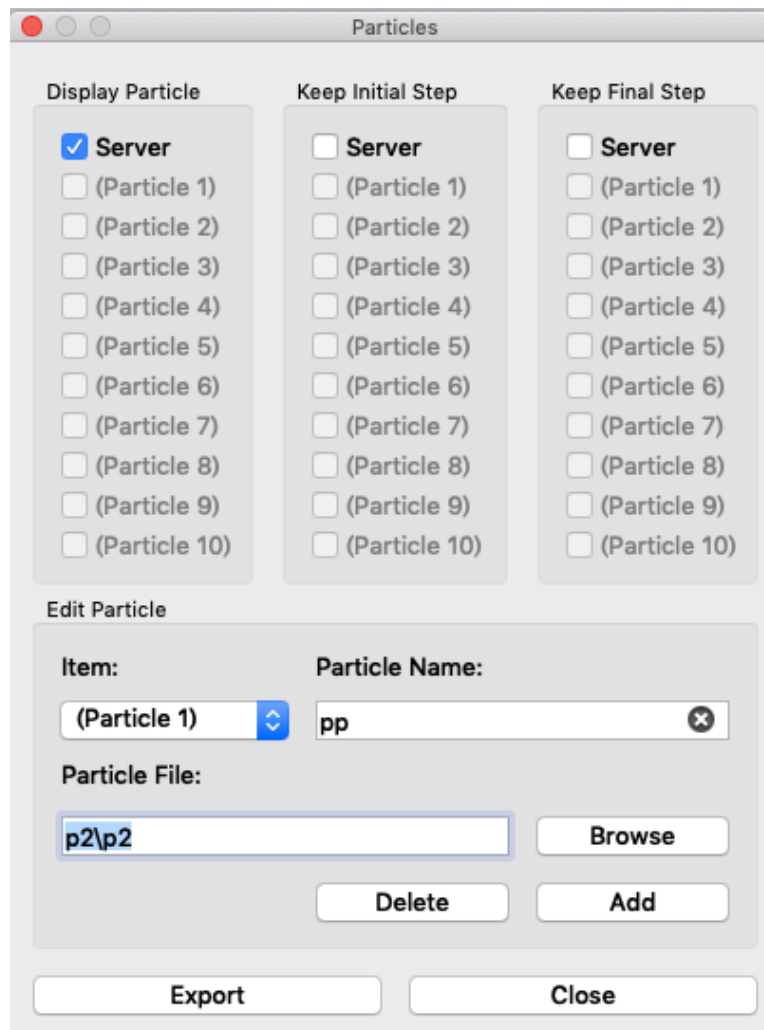 Particles
Display Particle Keep Initial Step Keep Final Step
Server Server Server
(Particle 1) (Particle 1) (Particle 1)
(Particle 2) (Particle 2) (Particle 2)
(Particle 3) (Particle 3) (Particle 3)
(Particle 4) (Particle 4) (Particle 4)
(Particle 5) (Particle 5) (Particle 5)
(Particle 6) (Particle 6) (Particle 6)
(Particle 7) (Particle 7) (Particle 7)
(Particle 8) (Particle 8) (Particle 8)
(Particle 9) (Particle 9) (Particle 9)
(Particle 10) (Particle 10) (Particle 10)
Edit Particle
Item: Particle Name:
(Particle 1) pp
Particle File:
p2\p2 Browse
Delete Add
Export Close